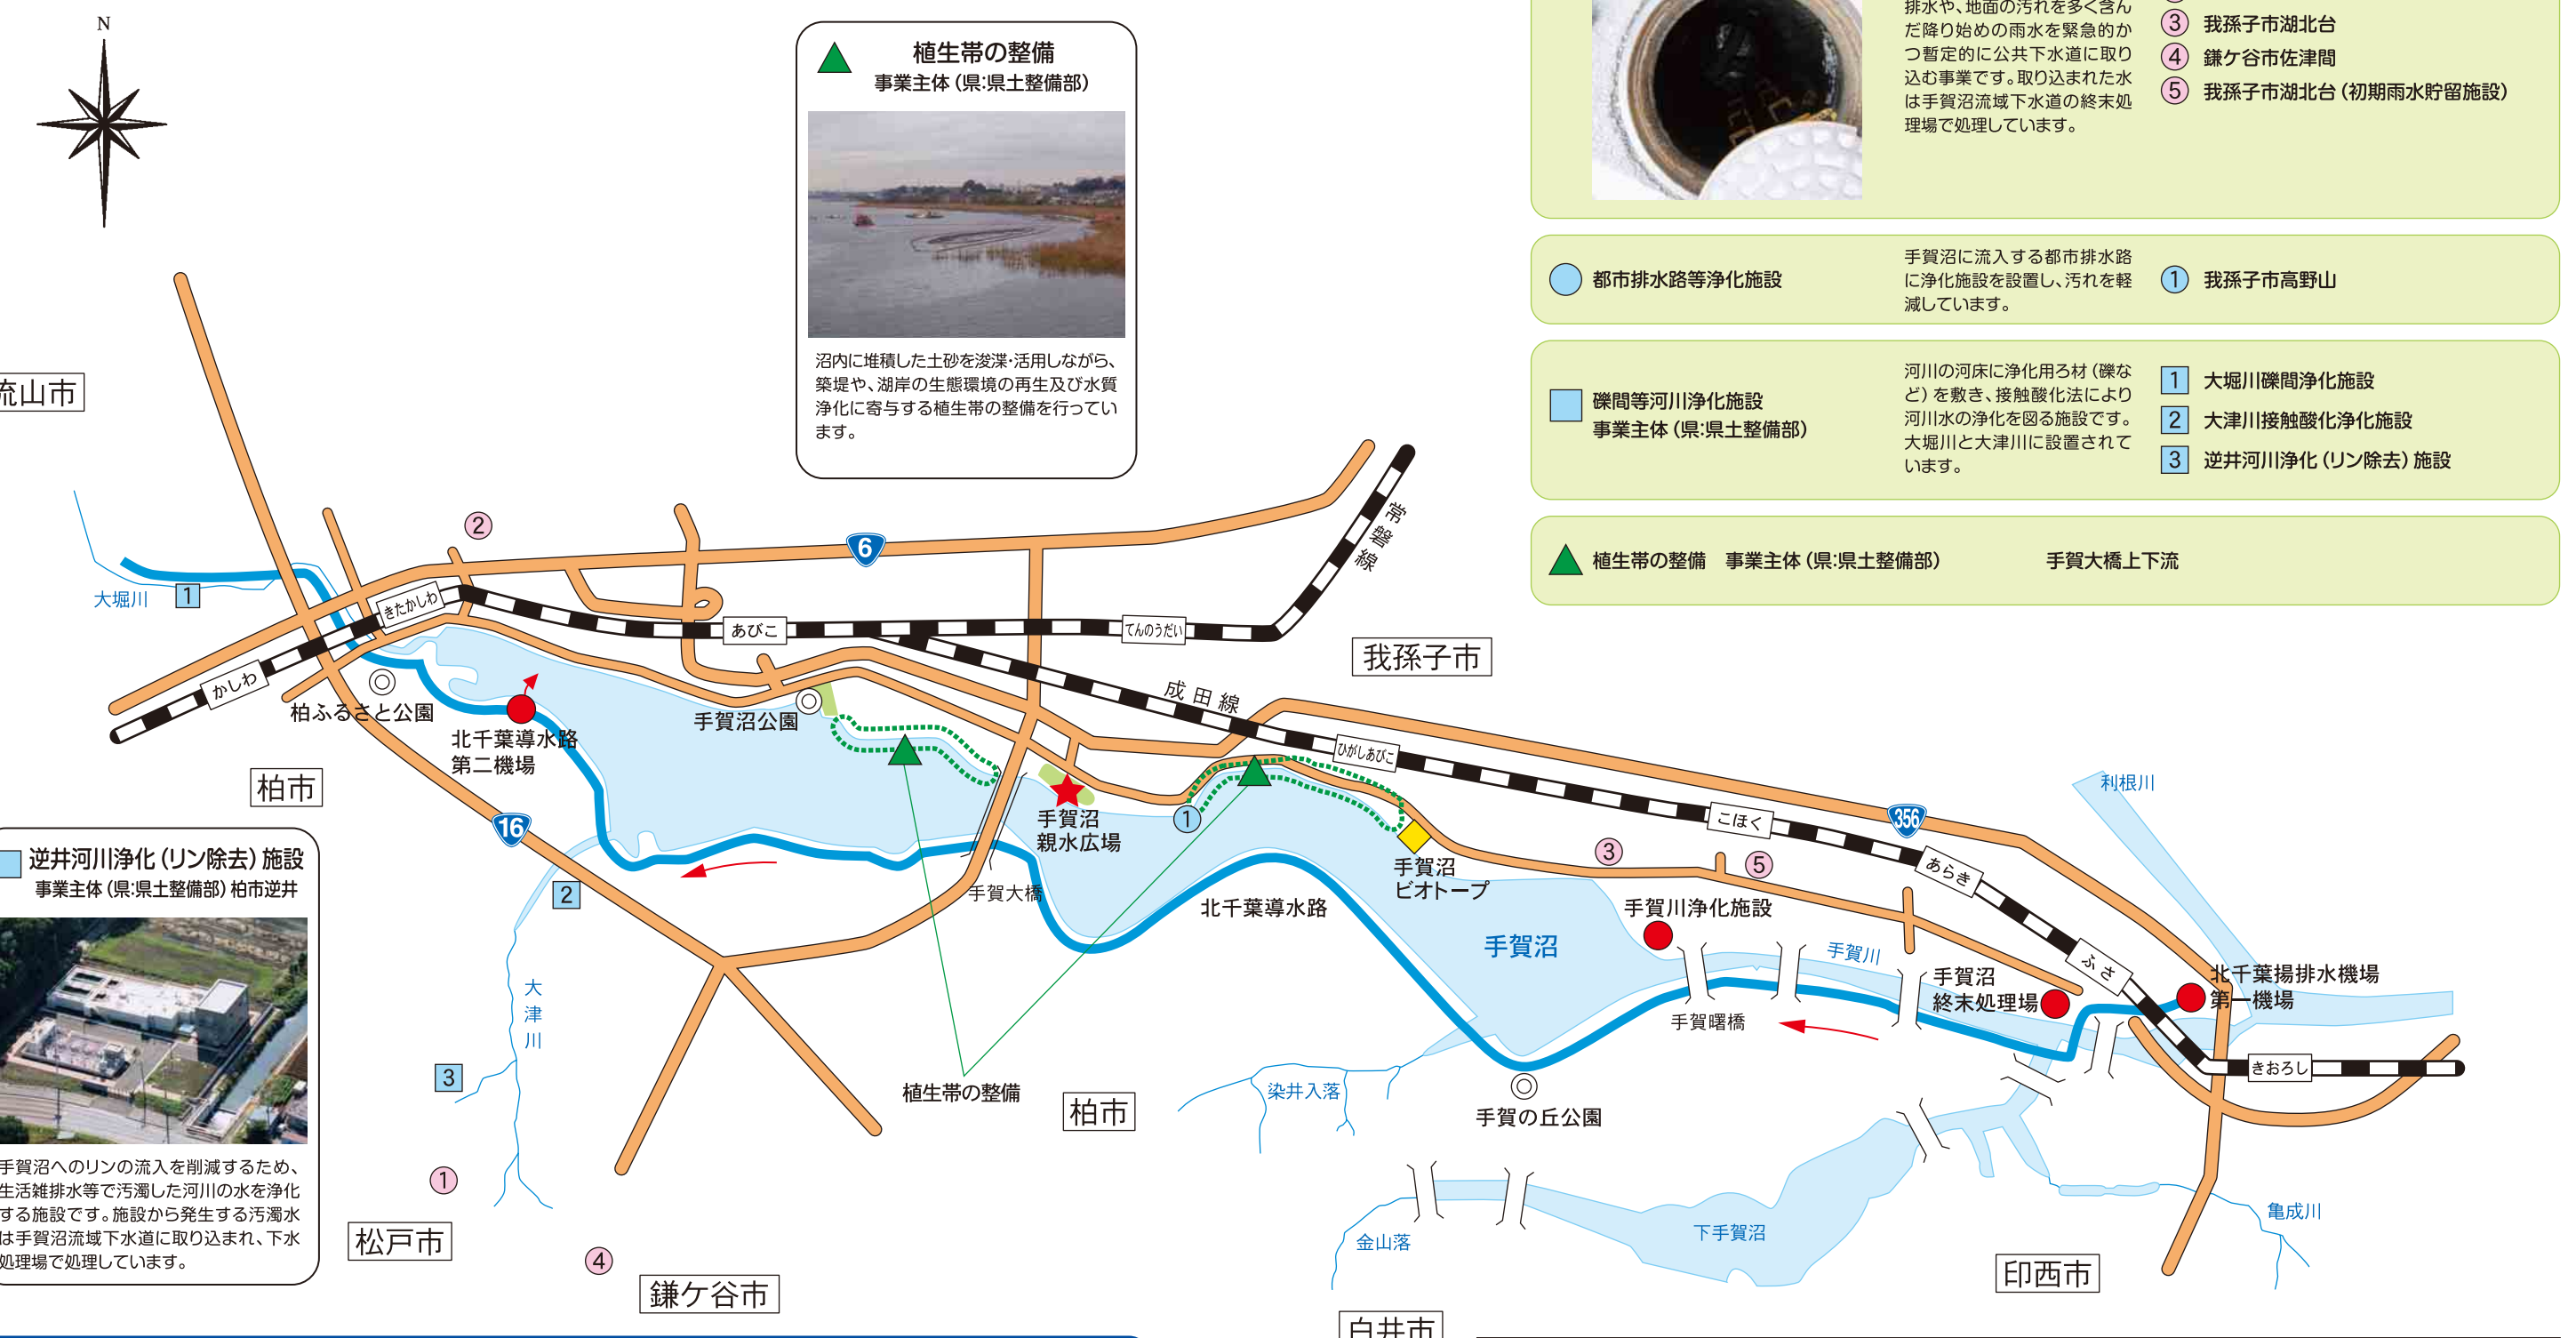 N
植生帯の整備
事業主体（県:県土整備部）
沼内に堆積した土砂を浚渫・活用しながら、
築堤や、湖岸の生態環境の再生及び水質
浄化に寄与する植生帯の整備を行ってい
ます。
排水や、地面の汚れを多く含ん
だ降り始めの雨水を緊急的か
つ暫定的に公共下水道に取り
込む事業です。取り込まれた水
は手賀沼流域下水道の終末処
理場で処理しています。
3 我孫子市湖北台
4 鎌ケ谷市佐津間
5 我孫子市湖北台（初期雨水貯留施設）
都市排水路等浄化施設
手賀沼に流入する都市排水路
に浄化施設を設置し、汚れを軽
減しています。
1 我孫子市高野山
礫間等河川浄化施設
事業主体（県:県土整備部）
河川の河床に浄化用ろ材（礫な
ど）を敷き、接触酸化法により
河川水の浄化を図る施設です。
大堀川と大津川に設置されて
います。
1 大堀川礫間浄化施設
2 大津川接触酸化浄化施設
3 逆井河川浄化（リン除去）施設
植生帯の整備 事業主体（県:県土整備部） 手賀大橋上下流
流山市
常磐線
2
6
大堀川
1
きたかしわ
あびこ
てんのうだい
我孫子市
かしわ
柏ふるさと公園
手賀沼公園
成田線
北千葉導水路
第二機場
ひがしあびこ
柏市
利根川
16
手賀沼
親水広場
1
こほく
356
手賀沼
ビオトープ
3
5
あらき
2
手賀大橋
北千葉導水路
手賀川浄化施設
手賀沼
手賀川
ふさ
手賀沼
終末処理場
北千葉揚排水機場
第一機場
手賀曙橋
きおろし
大津川
3
植生帯の整備
柏市
染井入落
手賀の丘公園
1
松戸市
4
鎌ケ谷市
金山落
下手賀沼
亀成川
印西市
白井市
逆井河川浄化（リン除去）施設
事業主体（県:県土整備部）柏市逆井
手賀沼へのリンの流入を削減するため、
生活雑排水等で汚濁した河川の水を浄化
する施設です。施設から発生する汚濁水
は手賀沼流域下水道に取り込まれ、下水
処理場で処理しています。